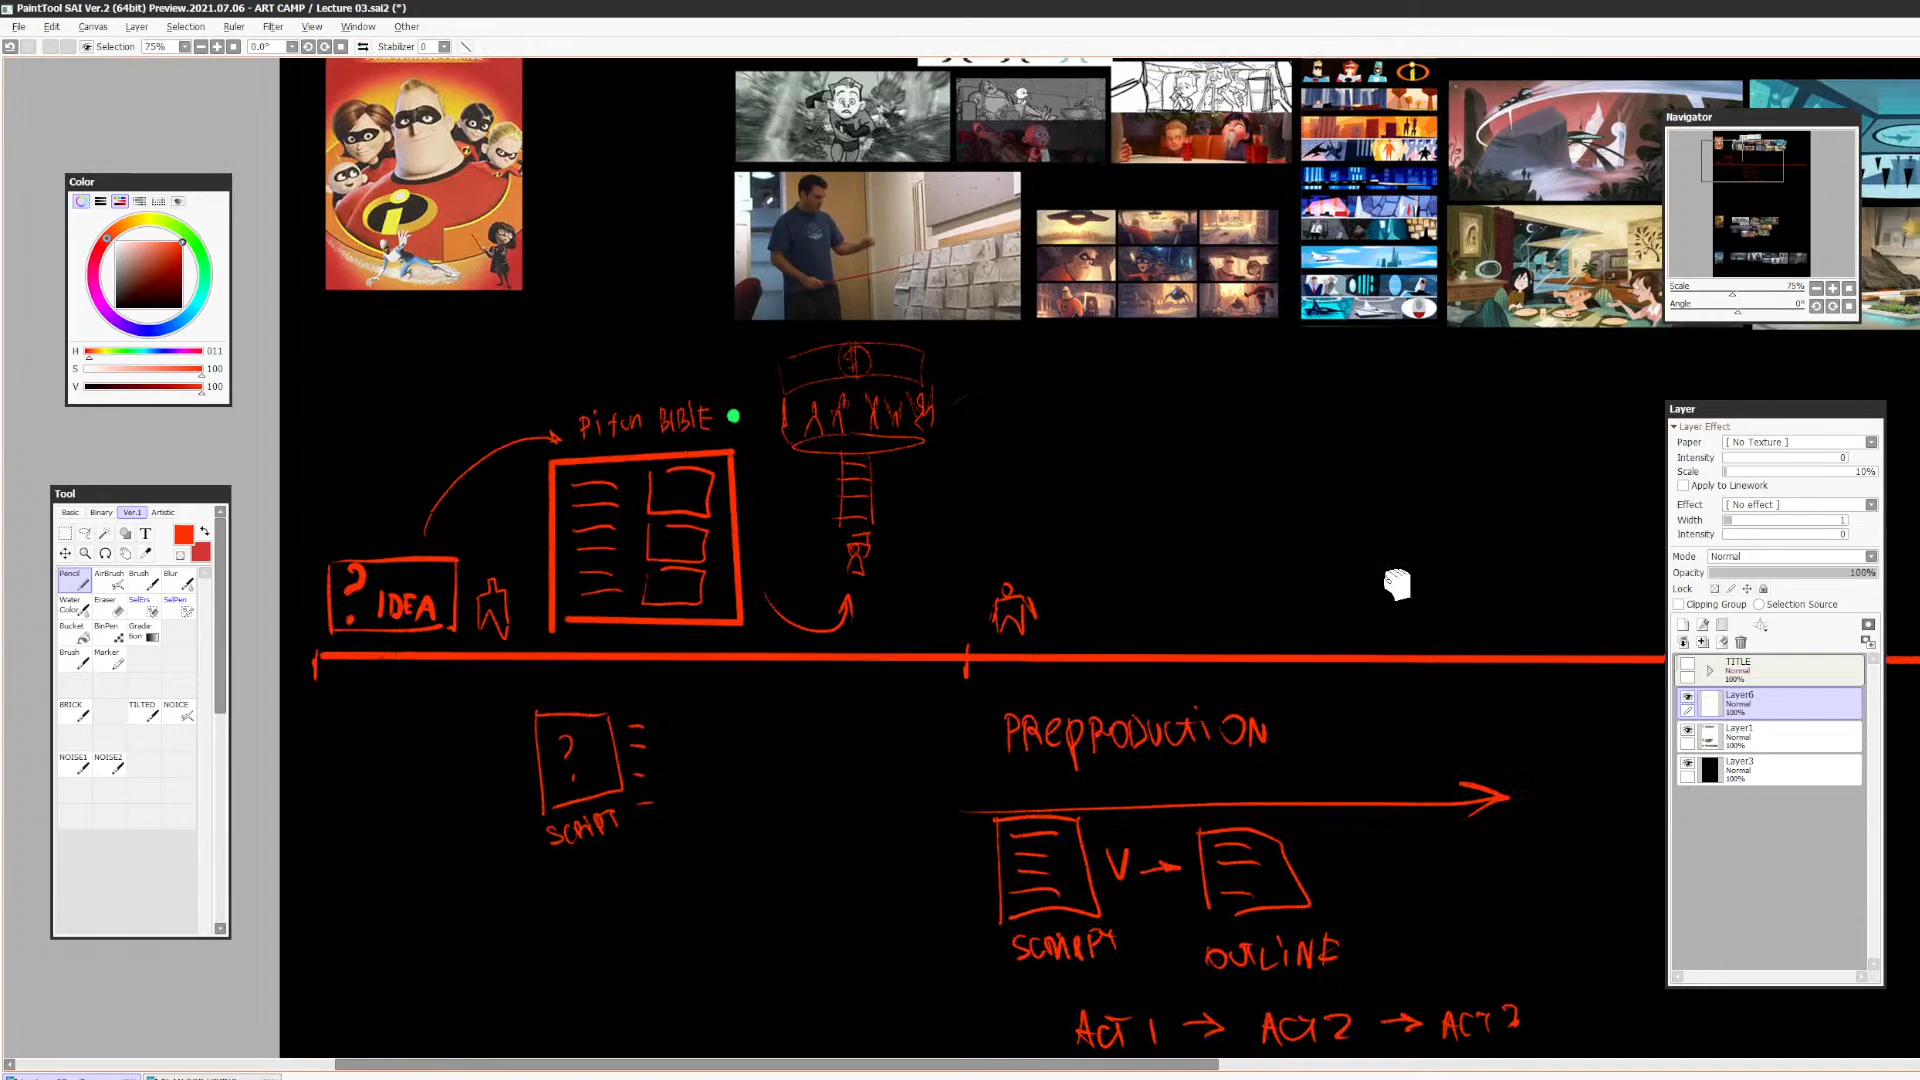 PaintTool SAI Ver.2 (64bit) Preview.2021.07.06 - ART CAMP / Lecture 03.sai2 (*)
File Edit Canvas Layer Selection Ruler Filter View Window Other
Selection 75% 0.0° Stabilizer 0
Navigator
Scale 75%
Angle 0°
Color
H 011
S 100
V 100
Pitch BIBLE
$
? IDEA
Tool
Basic Binary Ver.1 Artistic
T
Pencil AirBrush Brush Blur
Water Color Eraser SelErs SelPen
Bucket BinPen Grada-tion
Brush Marker
BRICK TILTED NOICE
NOISE1 NOISE2
?
SCRIPT
PREPRODUCTION
V
SCRIPT
OUTLINE
ACT 1 → ACT 2 → ACT 3
Layer
Layer Effect
Paper [ No Texture ]
Intensity 0
Scale 10%
Apply to Linework
Effect [ No effect ]
Width 1
Intensity 0
Mode Normal
Opacity 100%
Lock
Clipping Group Selection Source
TITLE
Normal
100%
Layer6
Normal
100%
Layer1
Normal
100%
Layer3
Normal
100%